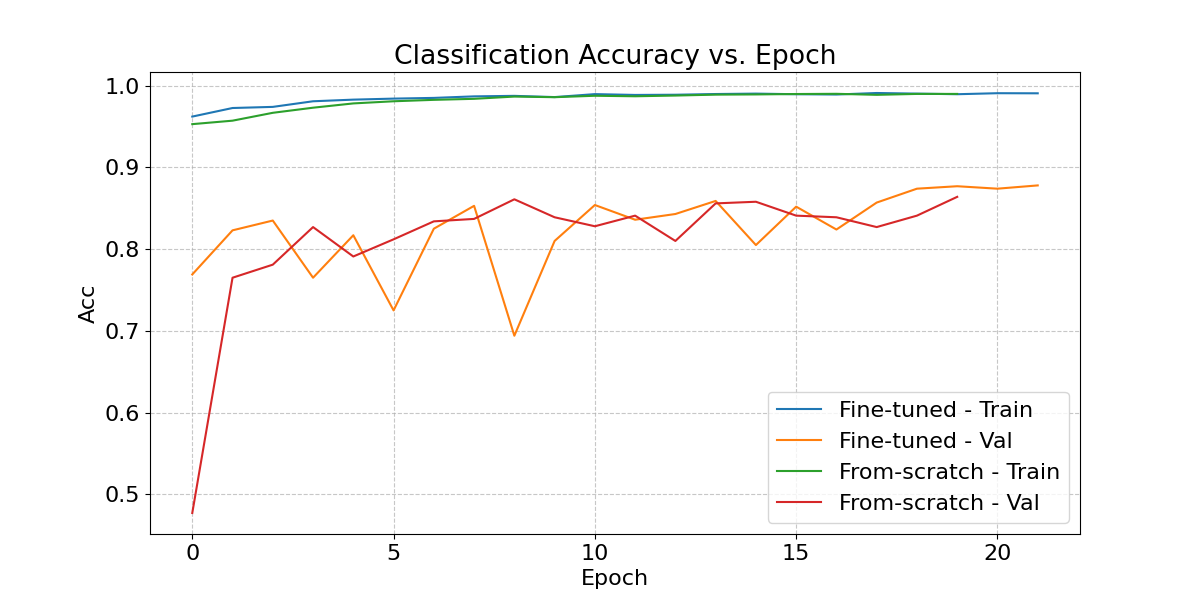 Classification Accuracy vs. Epoch
Acc
1.0
0.9
0.8
0.7
0.6
0.5
0
5
10
15
20
Epoch
Fine-tuned - Train
Fine-tuned - Val
From-scratch - Train
From-scratch - Val